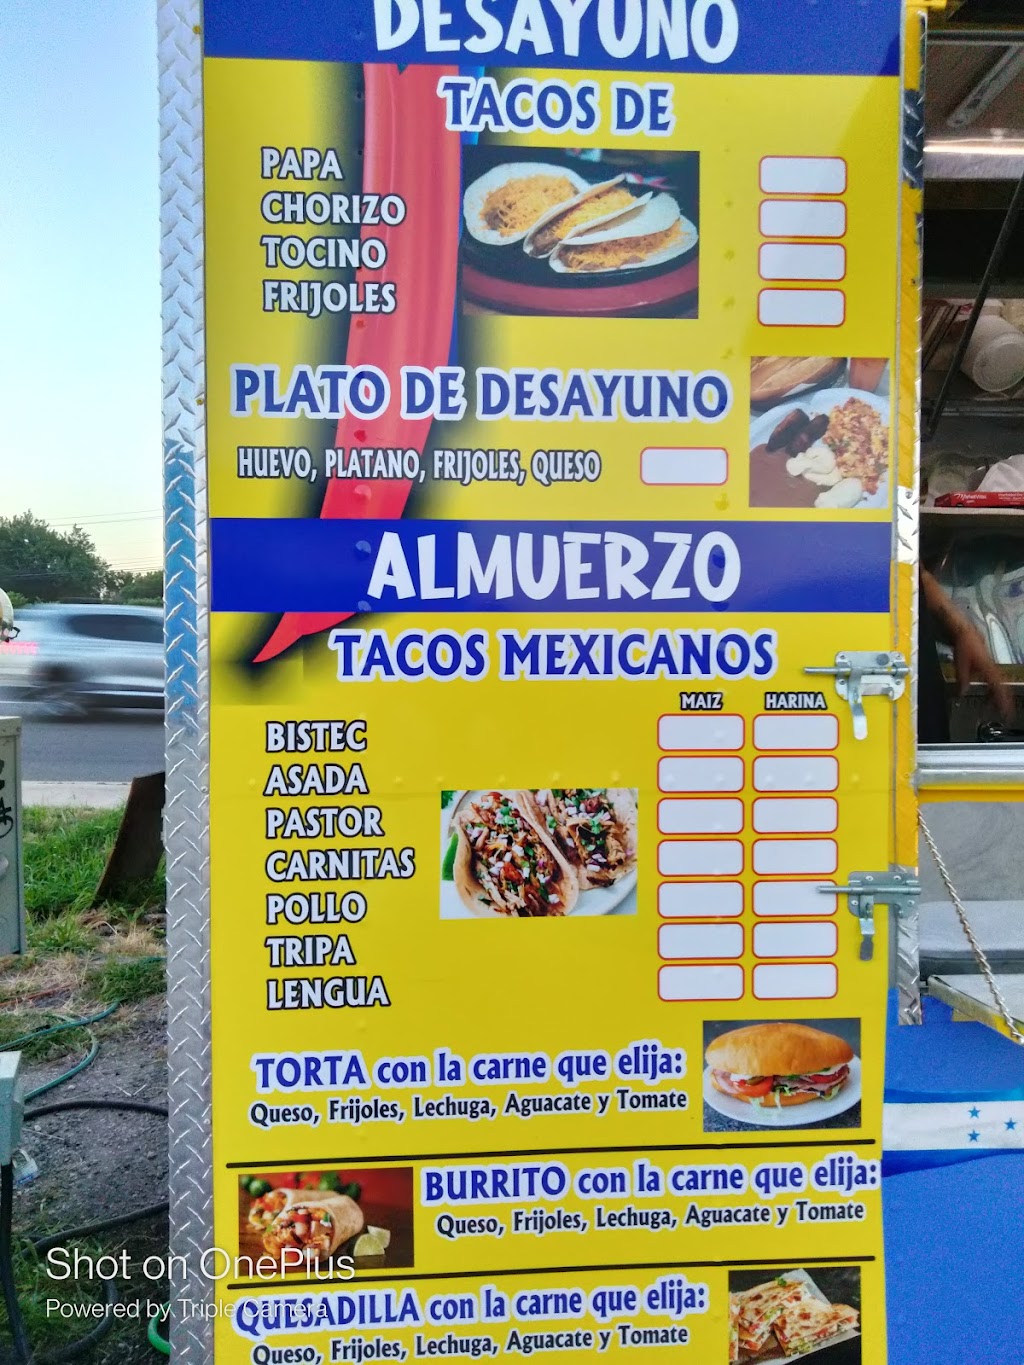 DESAYUNO
TACOS DE
PAPA
CHORIZO
TOCINO
FRIJOLES
PLATO DE DESAYUNO
HUEVO, PLATANO, FRIJOLES, QUESO
ALMUERZO
TACOS MEXICANOS
MAIZ HARINA
BISTEC
ASADA
PASTOR
CARNITAS
POLLO
TRIPA
LENGUA
TORTA con la carne que elija:
Queso, Frijoles, Lechuga, Aguacate y Tomate
BURRITO con la carne que elija:
Queso, Frijoles, Lechuga, Aguacate y Tomate
QUESADILLA con la carne que elija:
Queso, Frijoles, Lechuga, Aguacate y Tomate
Shot on OnePlus
Powered by Triple Camera